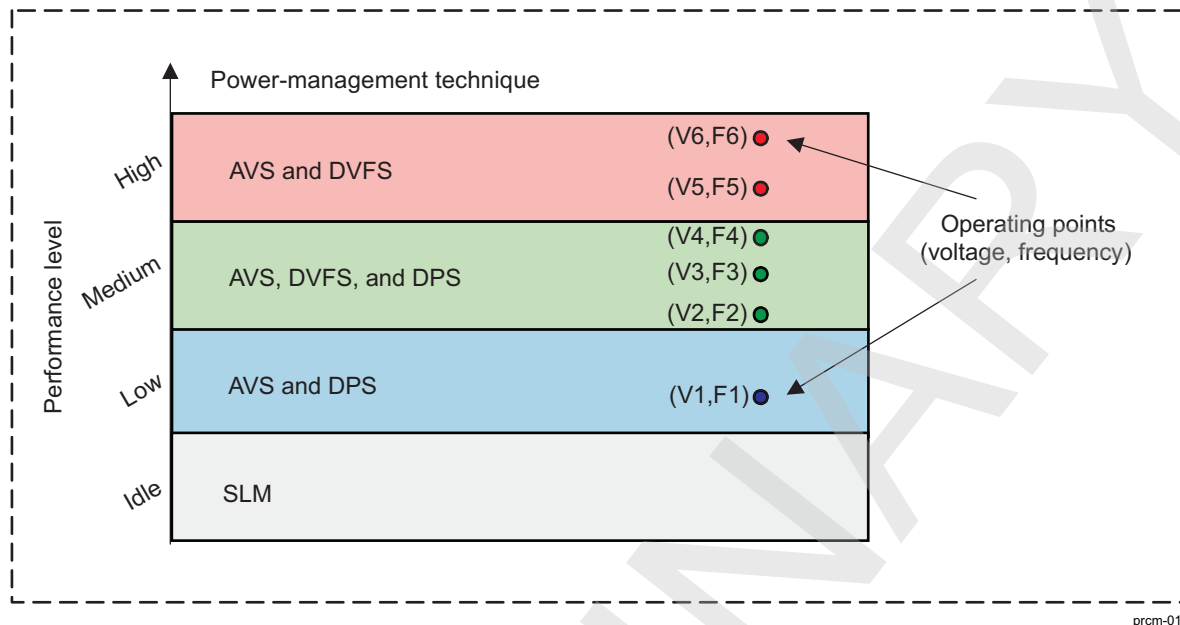 Power-management technique
High
AVS and DVFS
(V6,F6)
(V5,F5)
Operating points
(voltage, frequency)
Medium
AVS, DVFS, and DPS
(V4,F4)
(V3,F3)
(V2,F2)
Low
AVS and DPS
(V1,F1)
Idle
SLM
Performance level
prcm-01